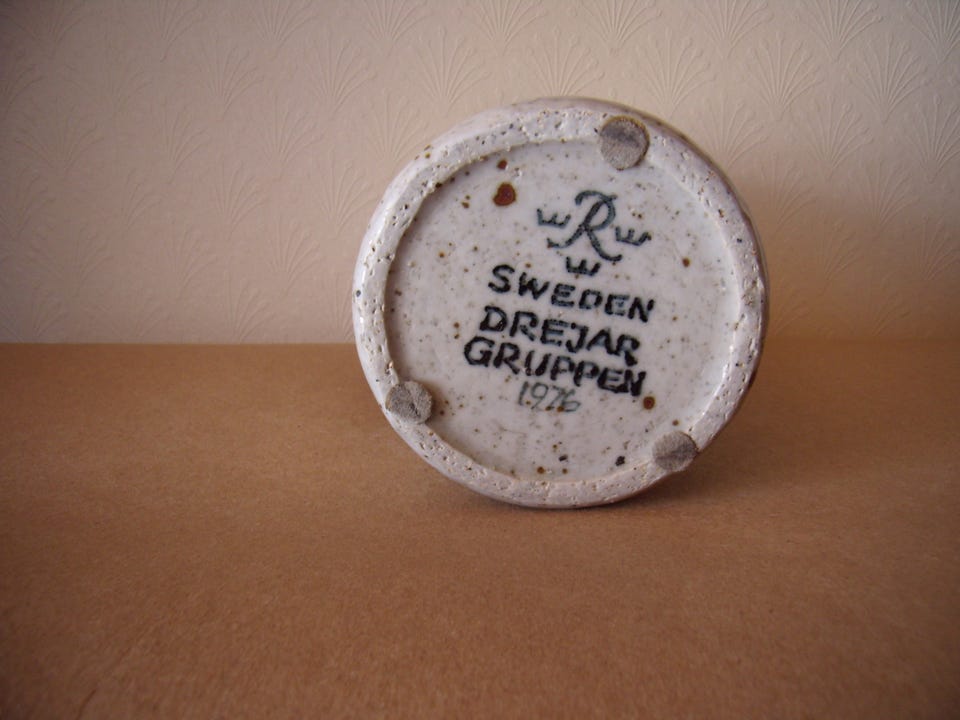 R
SWEDEN
DREJAR
GRUPPEN
1976